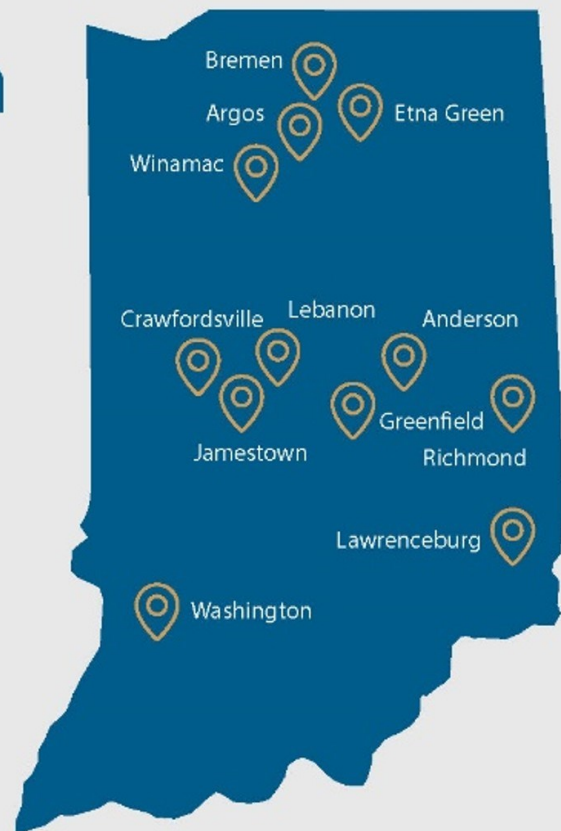 Bremen
Argos
Etna Green
Winamac
Lebanon
Crawfordsville
Anderson
Greenfield
Jamestown
Richmond
Lawrenceburg
Washington